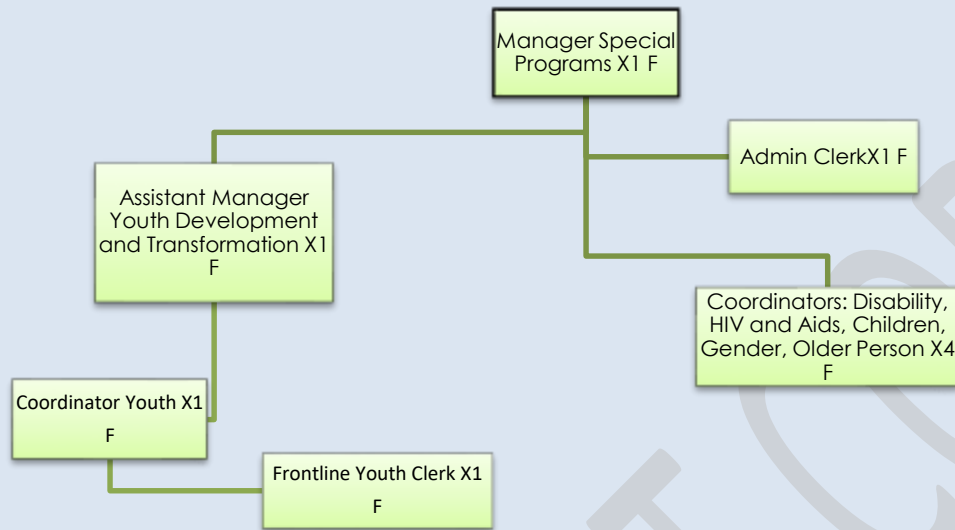 Manager Special
Programs X1 F
Admin ClerkX1 F
Assistant Manager
Youth Development
and Transformation X1
F
Coordinators: Disability,
HIV and Aids, Children,
Gender, Older Person X4
F
Coordinator Youth X1
F
Frontline Youth Clerk X1
F